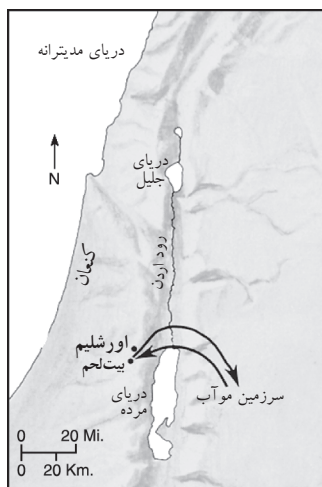 دریای مدیترانه
N
دریای
جلیل
کنعان
رود اردن
اورشلیم
بیت‌لحم
سرزمین موآب
دریای
مرده
0 20 Mi.
0 20 Km.